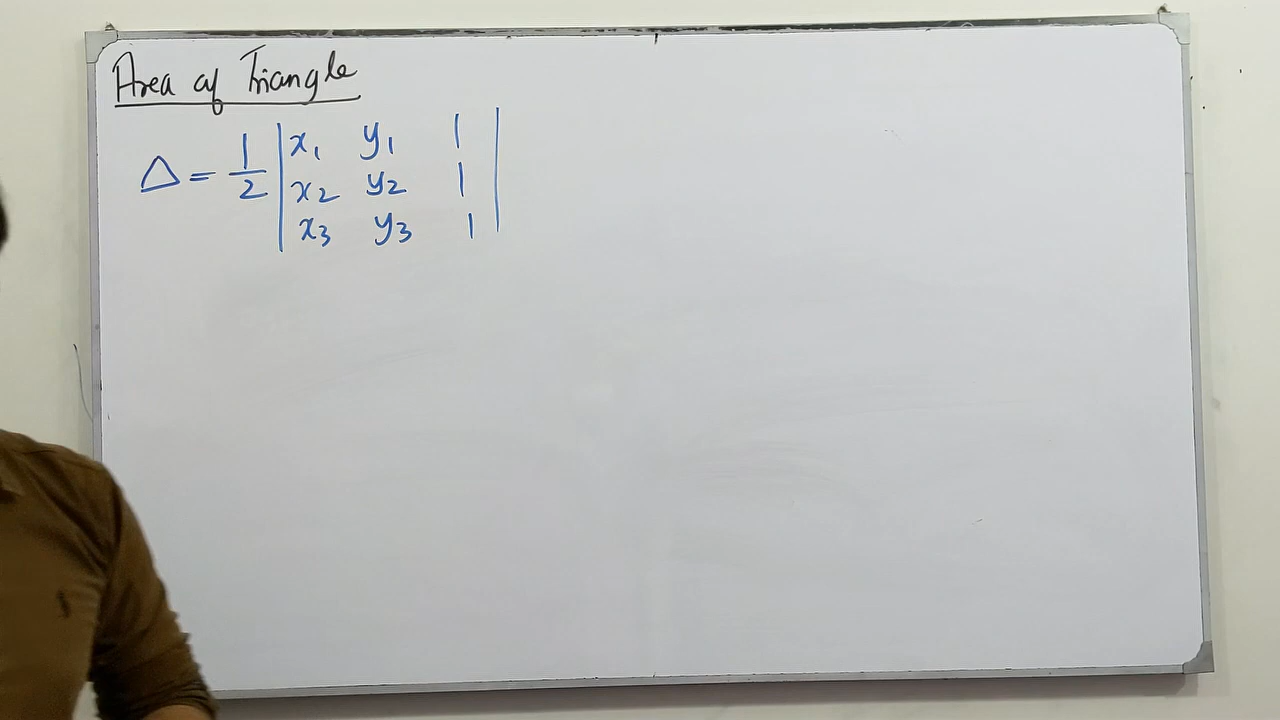 Area of Triangle
Δ = 1/2 | x₁ y₁ 1 |
| x₂ y₂ 1 |
| x₃ y₃ 1 |